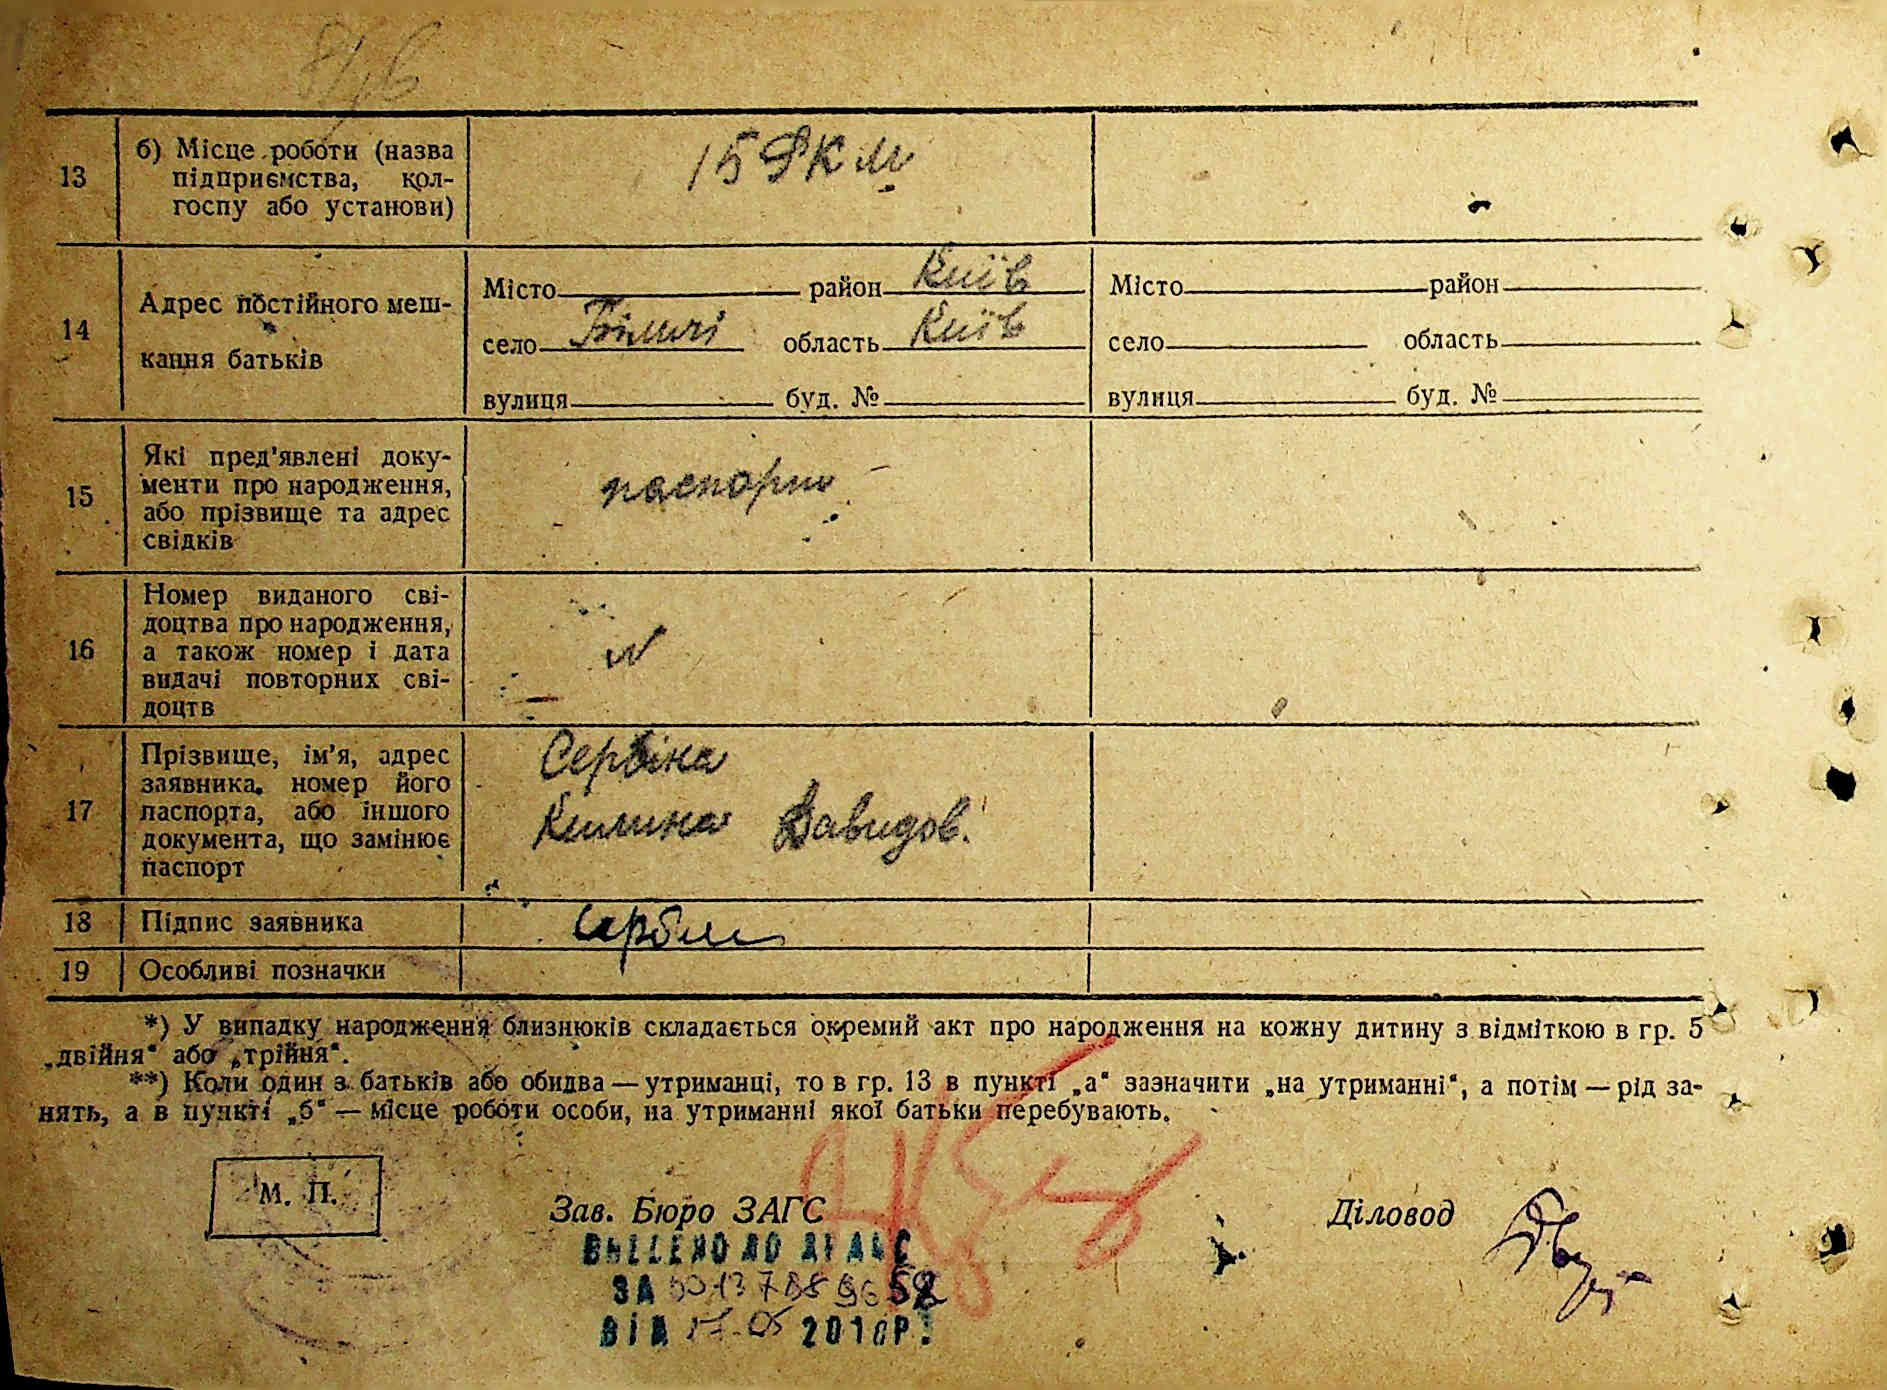 13
б) Місце роботи (назва
підприємства, кол-
госпу або установи)
14
Адрес постійного меш-
кання батьків
Місто район Київ
село Біличі область Київ
вулиця буд. №
Місто район
село область
вулиця буд. №
15
Які пред'явлені доку-
менти про народження,
або прізвище та адрес
свідків
паспорт
16
Номер виданого сві-
доцтва про народження,
а також номер і дата
видачі повторних сві-
доцтв
17
Прізвище, ім'я, адрес
заявника, номер його
паспорта, або іншого
документа, що замінює
паспорт
Сербіна
Килина Давидов.
18 Підпис заявника
19 Особливі позначки
*) У випадку народження близнюків складається окремий акт про народження на кожну дитину з відміткою в гр. 5
„двійня" або „трійня".
**) Коли один з батьків або обидва — утриманці, то в гр. 13 в пункті „а" зазначити „на утриманні", а потім — рід за-
нять, а в пункті „б" — місце роботи особи, на утриманні якої батьки перебувають.
М. П.
Зав. Бюро ЗАГС
Діловод
ДО ДРАЦС
ЗА
ВІД